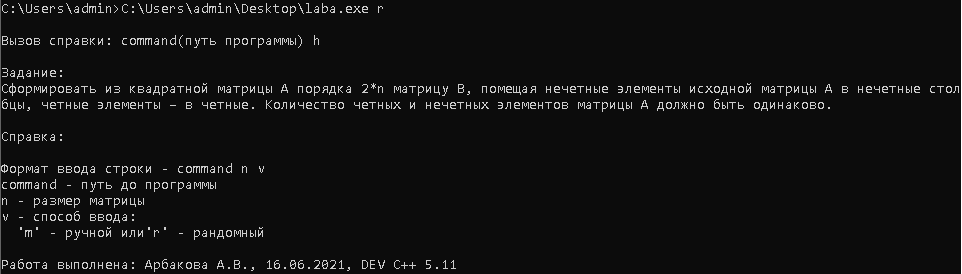 C:\Users\admin>C:\Users\admin\Desktop\laba.exe r
Вызов справки: command(путь программы) h
Задание:
Сформировать из квадратной матрицы А порядка 2*n матрицу В, помещая нечетные элементы исходной матрицы А в нечетные стол
бцы, четные элементы – в четные. Количество четных и нечетных элементов матрицы А должно быть одинаково.
Справка:
Формат ввода строки - command n v
command - путь до программы
n - размер матрицы
v - способ ввода:
  'm' - ручной или'r' - рандомный
Работа выполнена: Арбакова А.В., 16.06.2021, DEV C++ 5.11